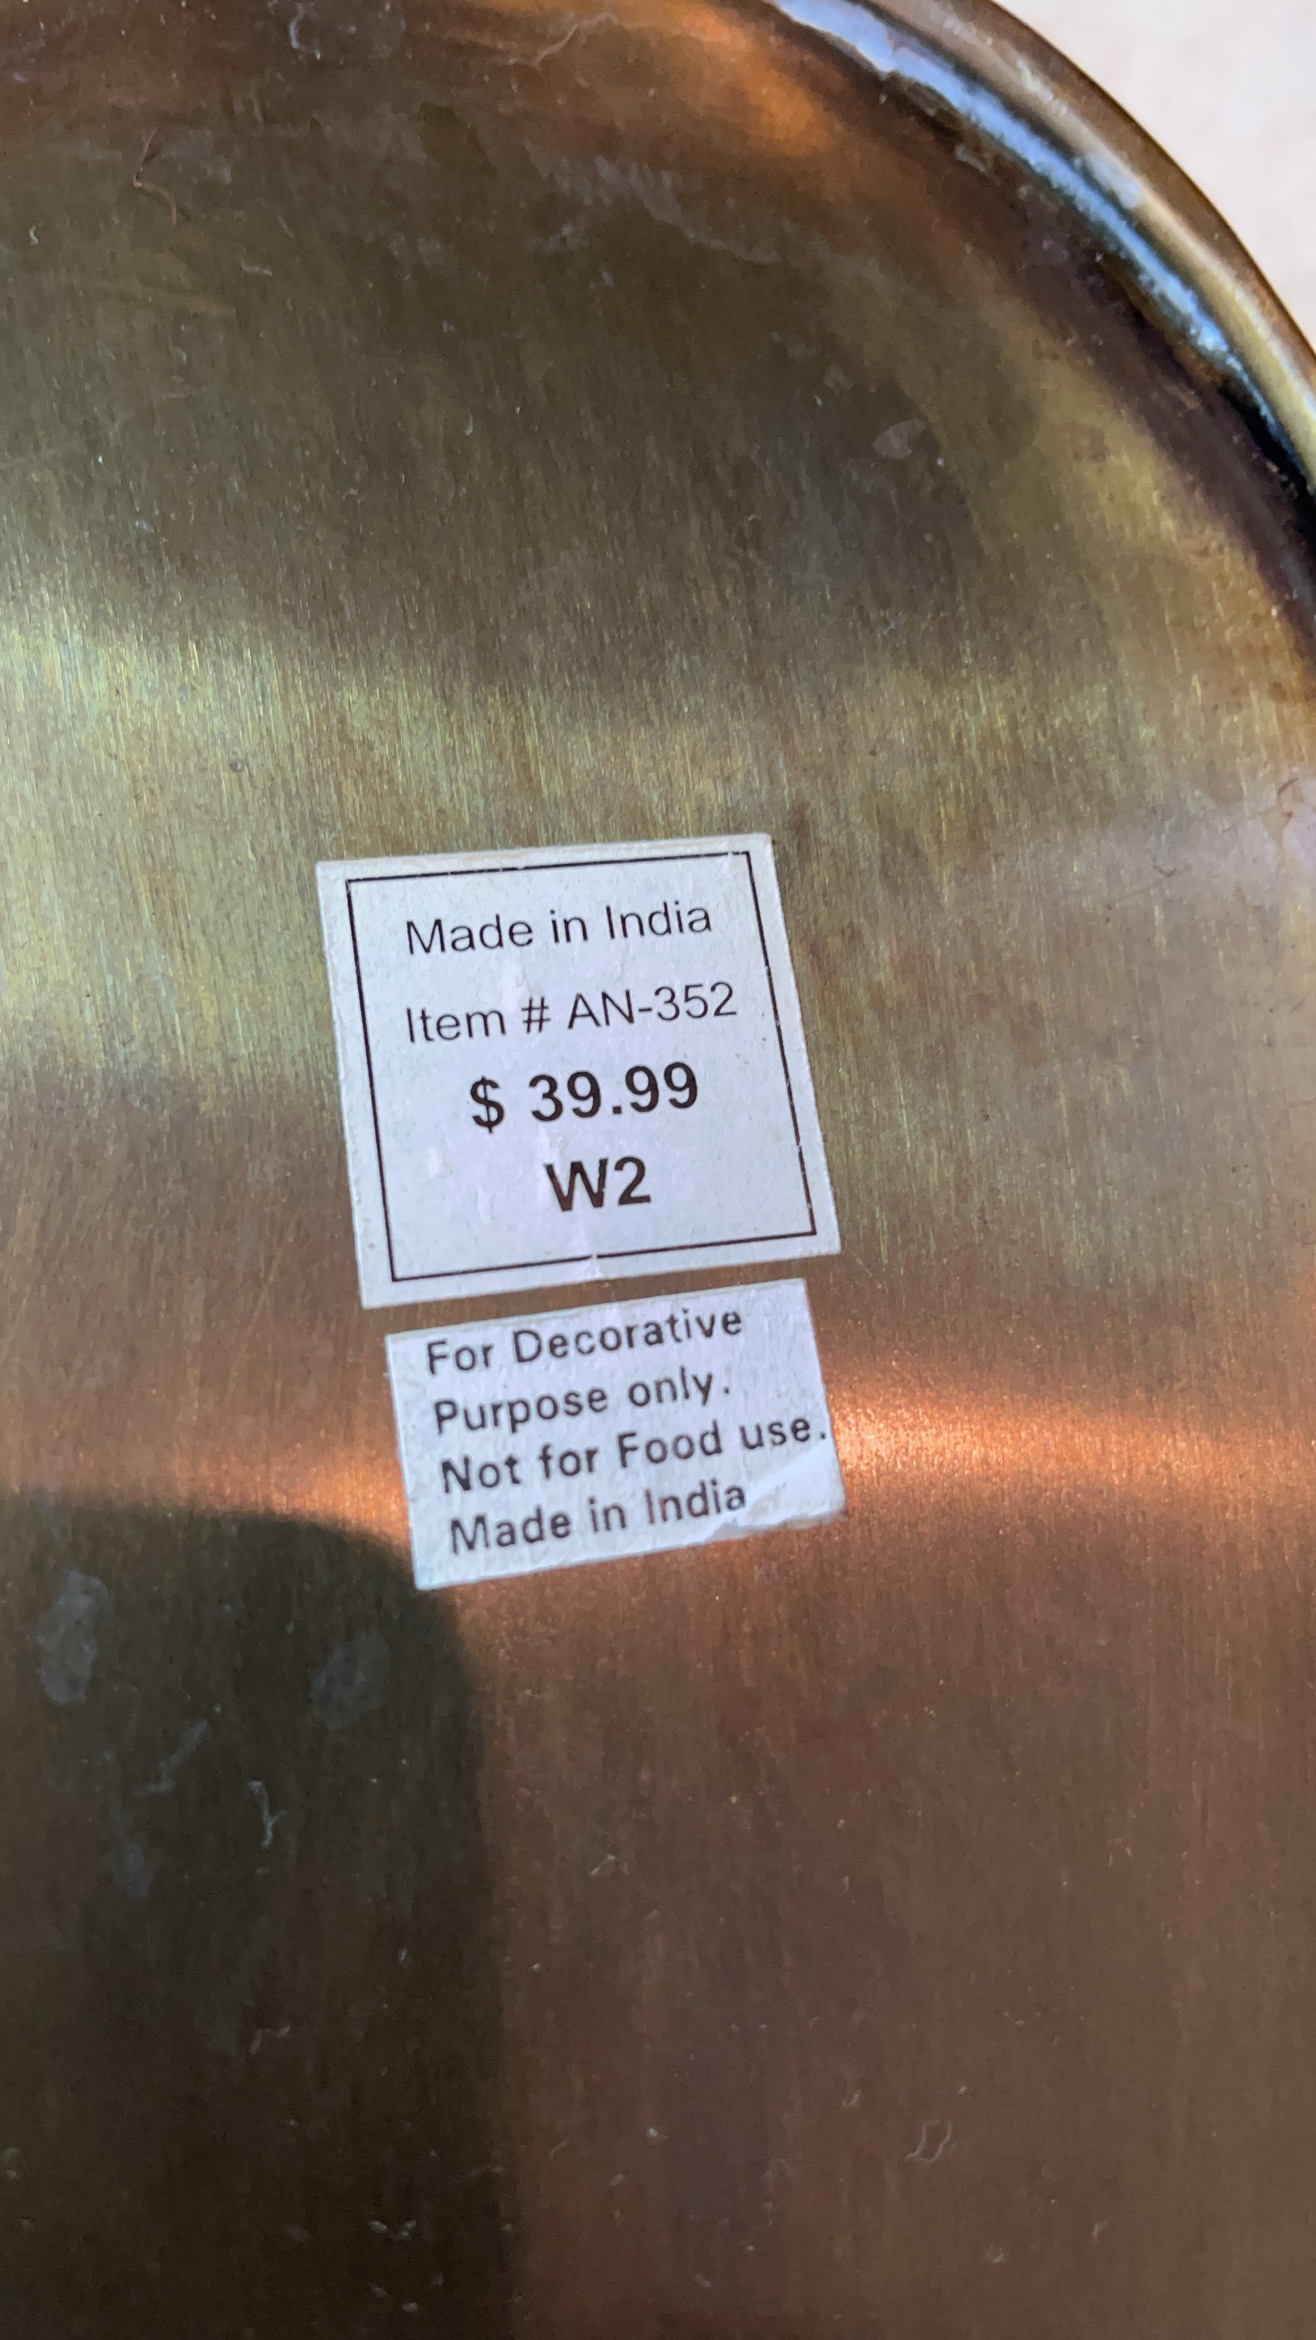 Made in India
Item # AN-352
$ 39.99
W2
For Decorative
Purpose only.
Not for Food use.
Made in India